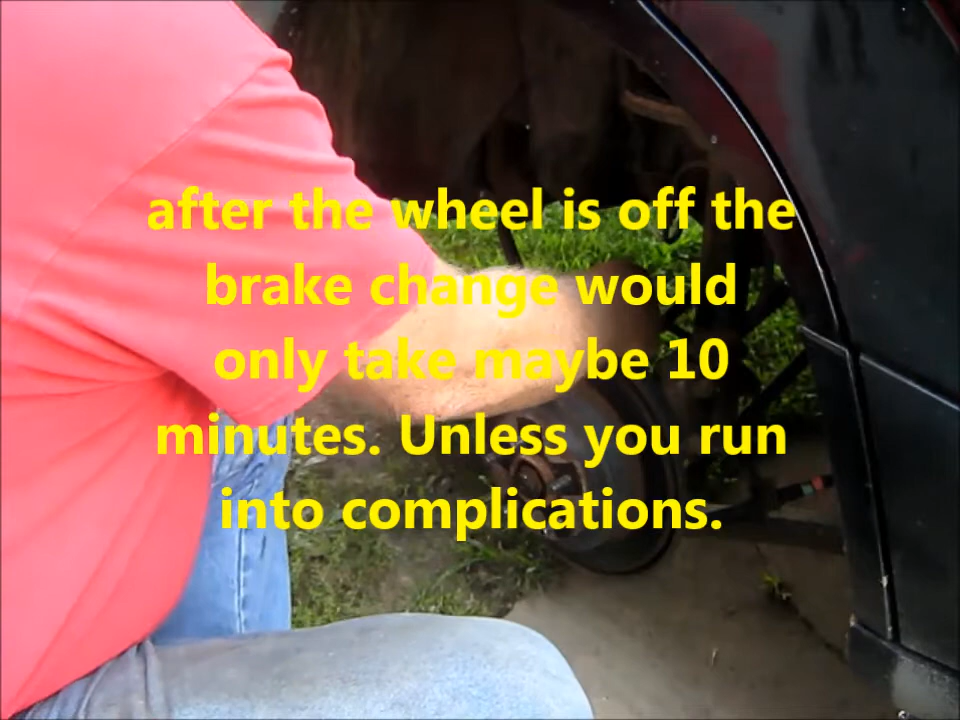 after the wheel is off the
brake change would
only take maybe 10
minutes. Unless you run
into complications.